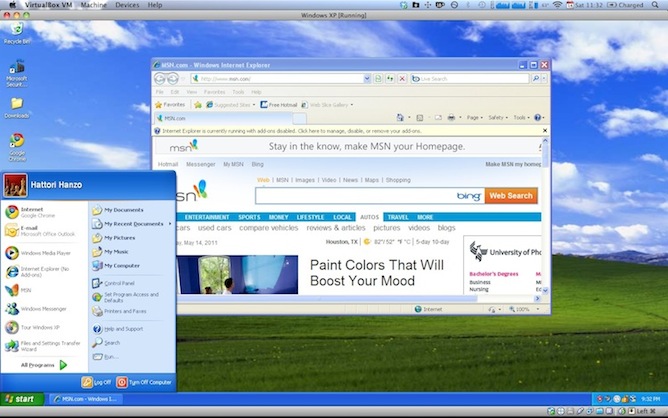 VirtualBox VM Machine Devices Help
Sat 11:32 Charged
Windows XP [Running]
Recycle Bin
Microsoft Securit...
Downloads
Google Chrome
MSN.com - Windows Internet Explorer
http://www.msn.com/
Live Search
File Edit View Favorites Tools Help
Favorites Suggested Sites Free Hotmail Web Slice Gallery
MSN.com
Page Safety Tools
Internet Explorer is currently running with add-ons disabled. Click here to manage, disable, or remove your add-ons.
msn Stay in the know, make MSN your Homepage.
Hotmail Messenger My MSN Bing
Make MSN my home
sn
Web MSN Images Video News Maps Shopping
bing Web Search
ENTERTAINMENT SPORTS MONEY LIFESTYLE LOCAL AUTOS TRAVEL MORE
cars used cars compare vehicles reviews & articles pictures videos blogs
ay, May 14, 2011
Houston, TX 82°/52° °F °C 5-day 10-day
Paint Colors That Will
Boost Your Mood
University of Pho
Bachelor's Degrees
Business
Nursing
Mas
Internet
100%
Hattori Hanzo
Internet
Google Chrome
E-mail
Microsoft Office Outlook
Windows Media Player
Internet Explorer (No Add-ons)
MSN
Windows Messenger
Tour Windows XP
Files and Settings Transfer Wizard
All Programs
My Documents
My Recent Documents
My Pictures
My Music
My Computer
Control Panel
Set Program Access and Defaults
Printers and Faxes
Help and Support
Search
Run...
Log Off Turn Off Computer
start
MSN.com - Windows I...
9:32 PM
Left ⌘